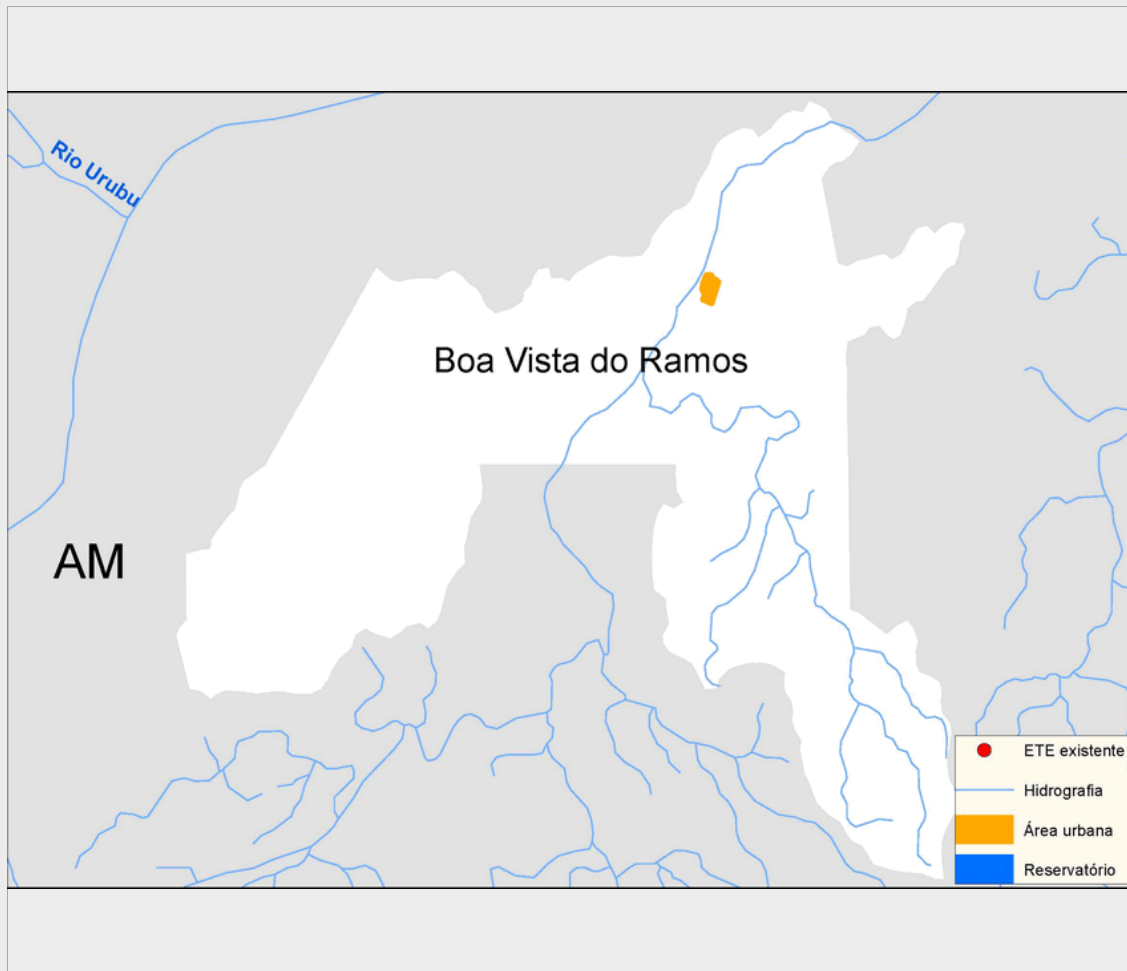 Rio Urubu
Boa Vista do Ramos
AM
ETE existente
Hidrografia
Área urbana
Reservatório